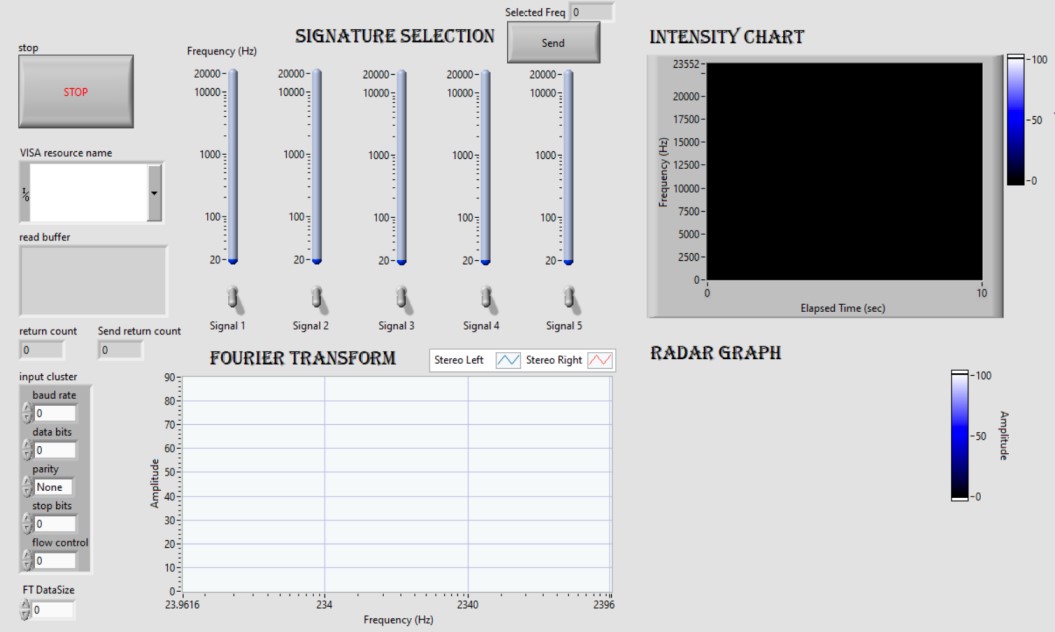 Selected Freq 0
SIGNATURE SELECTION
Send
stop
STOP
Frequency (Hz)
20000 20000 20000 20000 20000
10000 10000 10000 10000 10000
1000 1000 1000 1000 1000
100 100 100 100 100
20 20 20 20 20
Signal 1 Signal 2 Signal 3 Signal 4 Signal 5
VISA resource name
I/O
read buffer
return count Send return count
0 0
input cluster
baud rate
0
data bits
0
parity
None
stop bits
0
flow control
0
FT DataSize
0
INTENSITY CHART
Frequency (Hz)
23552
20000
17500
15000
12500
10000
7500
5000
2500
0
0 10
Elapsed Time (sec)
100
50
0
FOURIER TRANSFORM
Stereo Left Stereo Right
Amplitude
90
80
70
60
50
40
30
20
10
0
23.9616 234 2340 2396
Frequency (Hz)
RADAR GRAPH
100
50
0
Amplitude